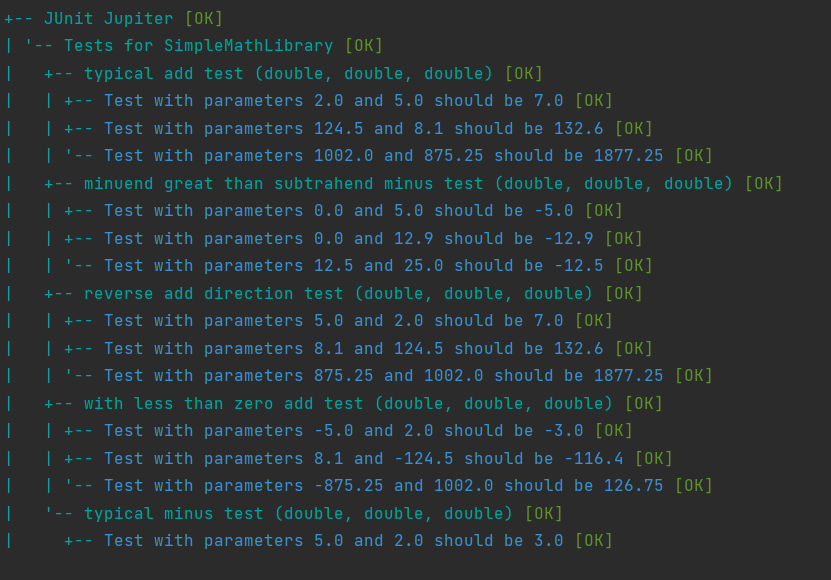 +-- JUnit Jupiter [OK]
| '-- Tests for SimpleMathLibrary [OK]
|   +-- typical add test (double, double, double) [OK]
|   | +-- Test with parameters 2.0 and 5.0 should be 7.0 [OK]
|   | +-- Test with parameters 124.5 and 8.1 should be 132.6 [OK]
|   | '-- Test with parameters 1002.0 and 875.25 should be 1877.25 [OK]
|   +-- minuend great than subtrahend minus test (double, double, double) [OK]
|   | +-- Test with parameters 0.0 and 5.0 should be -5.0 [OK]
|   | +-- Test with parameters 0.0 and 12.9 should be -12.9 [OK]
|   | '-- Test with parameters 12.5 and 25.0 should be -12.5 [OK]
|   +-- reverse add direction test (double, double, double) [OK]
|   | +-- Test with parameters 5.0 and 2.0 should be 7.0 [OK]
|   | +-- Test with parameters 8.1 and 124.5 should be 132.6 [OK]
|   | '-- Test with parameters 875.25 and 1002.0 should be 1877.25 [OK]
|   +-- with less than zero add test (double, double, double) [OK]
|   | +-- Test with parameters -5.0 and 2.0 should be -3.0 [OK]
|   | +-- Test with parameters 8.1 and -124.5 should be -116.4 [OK]
|   | '-- Test with parameters -875.25 and 1002.0 should be 126.75 [OK]
|   '-- typical minus test (double, double, double) [OK]
|     +-- Test with parameters 5.0 and 2.0 should be 3.0 [OK]